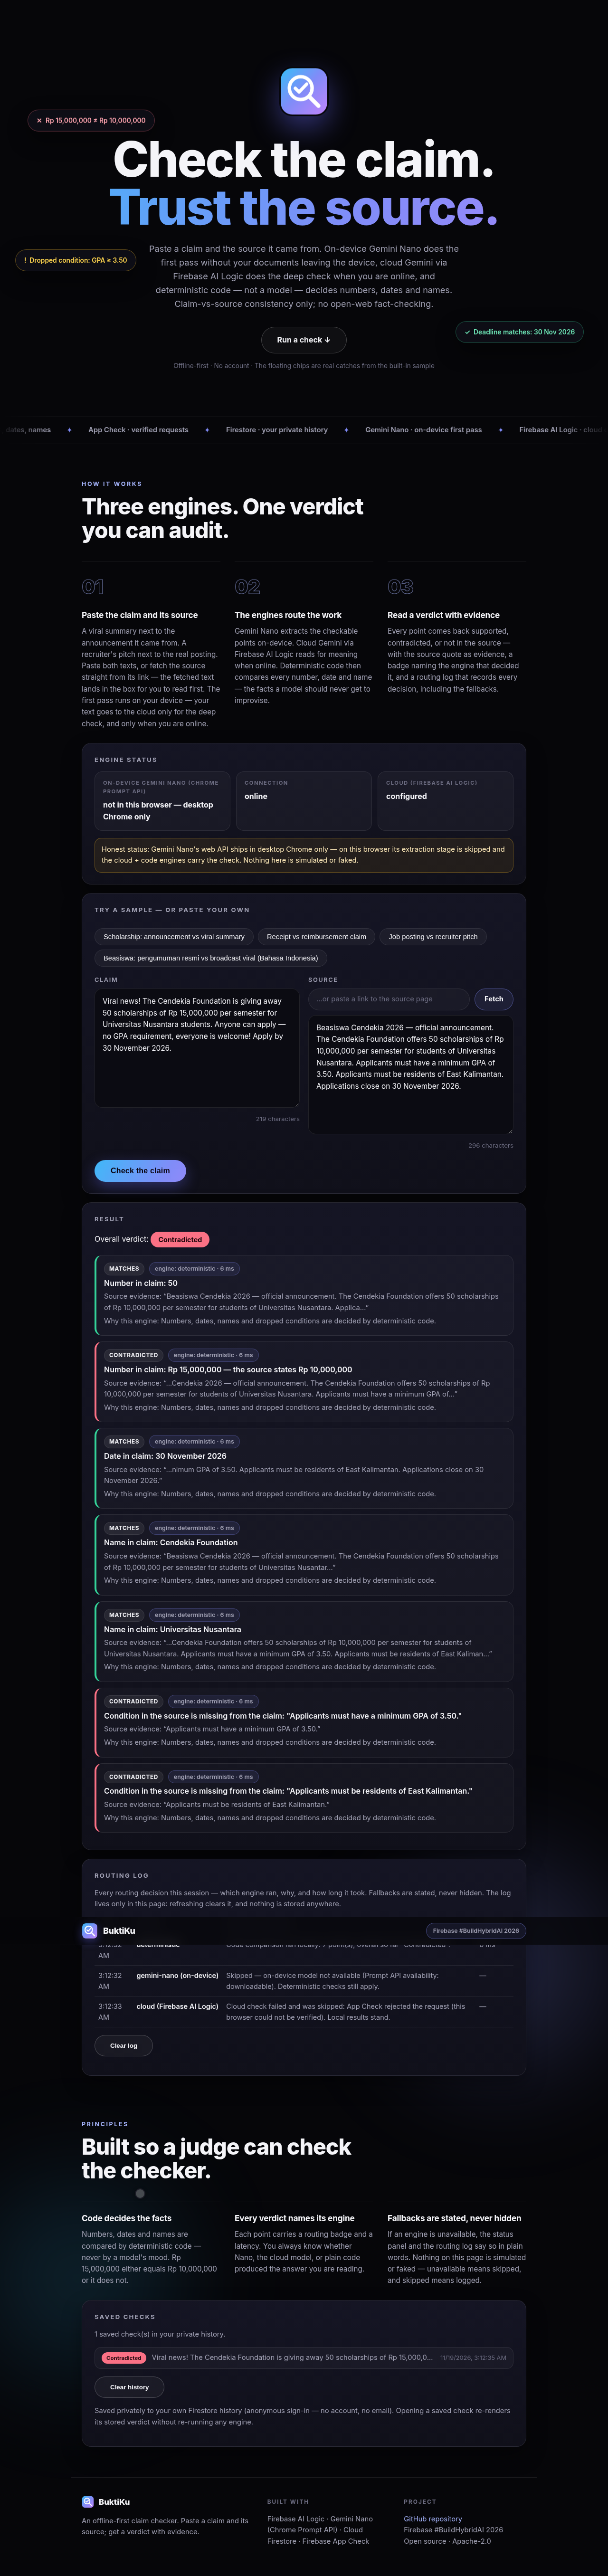 ✕ Rp 15,000,000 ≠ Rp 10,000,000
Check the claim.
Trust the source.
! Dropped condition: GPA ≥ 3.50
Paste a claim and the source it came from. On-device Gemini Nano does the
first pass without your documents leaving the device, cloud Gemini via
Firebase AI Logic does the deep check when you are online, and
deterministic code — not a model — decides numbers, dates and names.
Claim-vs-source consistency only; no open-web fact-checking.
✓ Deadline matches: 30 Nov 2026
Run a check ↓
Offline-first · No account · The floating chips are real catches from the built-in sample
dates, names ✦ App Check · verified requests ✦ Firestore · your private history ✦ Gemini Nano · on-device first pass ✦ Firebase AI Logic · cloud
HOW IT WORKS
Three engines. One verdict
you can audit.
01
Paste the claim and its source
A viral summary next to the
announcement it came from. A
recruiter's pitch next to the real posting.
Paste both texts, or fetch the source
straight from its link — the fetched text
lands in the box for you to read first. The
first pass runs on your device — your
text goes to the cloud only for the deep
check, and only when you are online.
02
The engines route the work
Gemini Nano extracts the checkable
points on-device. Cloud Gemini via
Firebase AI Logic reads for meaning
when online. Deterministic code then
compares every number, date and name
— the facts a model should never get to
improvise.
03
Read a verdict with evidence
Every point comes back supported,
contradicted, or not in the source —
with the source quote as evidence, a
badge naming the engine that decided
it, and a routing log that records every
decision, including the fallbacks.
ENGINE STATUS
ON-DEVICE GEMINI NANO (CHROME
PROMPT API)
not in this browser — desktop
Chrome only
CONNECTION
online
CLOUD (FIREBASE AI LOGIC)
configured
Honest status: Gemini Nano's web API ships in desktop Chrome only — on this browser its extraction stage is skipped and
the cloud + code engines carry the check. Nothing here is simulated or faked.
TRY A SAMPLE — OR PASTE YOUR OWN
Scholarship: announcement vs viral summary
Receipt vs reimbursement claim
Job posting vs recruiter pitch
Beasiswa: pengumuman resmi vs broadcast viral (Bahasa Indonesia)
CLAIM
Viral news! The Cendekia Foundation is giving away
50 scholarships of Rp 15,000,000 per semester for
Universitas Nusantara students. Anyone can apply —
no GPA requirement, everyone is welcome! Apply by
30 November 2026.
219 characters
SOURCE
...or paste a link to the source page
Fetch
Beasiswa Cendekia 2026 — official announcement.
The Cendekia Foundation offers 50 scholarships of Rp
10,000,000 per semester for students of Universitas
Nusantara. Applicants must have a minimum GPA of
3.50. Applicants must be residents of East Kalimantan.
Applications close on 30 November 2026.
296 characters
Check the claim
RESULT
Overall verdict: Contradicted
MATCHES engine: deterministic · 6 ms
Number in claim: 50
Source evidence: "Beasiswa Cendekia 2026 — official announcement. The Cendekia Foundation offers 50 scholarships
of Rp 10,000,000 per semester for students of Universitas Nusantara. Applica…"
Why this engine: Numbers, dates, names and dropped conditions are decided by deterministic code.
CONTRADICTED engine: deterministic · 6 ms
Number in claim: Rp 15,000,000 — the source states Rp 10,000,000
Source evidence: "…Cendekia 2026 — official announcement. The Cendekia Foundation offers 50 scholarships of Rp
10,000,000 per semester for students of Universitas Nusantara. Applicants must have a minimum GPA of…"
Why this engine: Numbers, dates, names and dropped conditions are decided by deterministic code.
MATCHES engine: deterministic · 6 ms
Date in claim: 30 November 2026
Source evidence: "…nimum GPA of 3.50. Applicants must be residents of East Kalimantan. Applications close on 30
November 2026."
Why this engine: Numbers, dates, names and dropped conditions are decided by deterministic code.
MATCHES engine: deterministic · 6 ms
Name in claim: Cendekia Foundation
Source evidence: "Beasiswa Cendekia 2026 — official announcement. The Cendekia Foundation offers 50 scholarships
of Rp 10,000,000 per semester for students of Universitas Nusantar…"
Why this engine: Numbers, dates, names and dropped conditions are decided by deterministic code.
MATCHES engine: deterministic · 6 ms
Name in claim: Universitas Nusantara
Source evidence: "…Cendekia Foundation offers 50 scholarships of Rp 10,000,000 per semester for students of
Universitas Nusantara. Applicants must have a minimum GPA of 3.50. Applicants must be residents of East Kaliman…"
Why this engine: Numbers, dates, names and dropped conditions are decided by deterministic code.
CONTRADICTED engine: deterministic · 6 ms
Condition in the source is missing from the claim: "Applicants must have a minimum GPA of 3.50."
Source evidence: "Applicants must have a minimum GPA of 3.50."
Why this engine: Numbers, dates, names and dropped conditions are decided by deterministic code.
CONTRADICTED engine: deterministic · 6 ms
Condition in the source is missing from the claim: "Applicants must be residents of East Kalimantan."
Source evidence: "Applicants must be residents of East Kalimantan."
Why this engine: Numbers, dates, names and dropped conditions are decided by deterministic code.
ROUTING LOG
Every routing decision this session — which engine ran, why, and how long it took. Fallbacks are stated, never hidden. The log
lives only in this page: refreshing clears it, and nothing is stored anywhere.
BuktiKu
Firebase #BuildHybridAI 2026
AM
3:12:32
AM
gemini-nano (on-device)
Skipped — on-device model not available (Prompt API availability:
downloadable). Deterministic checks still apply.
—
3:12:33
AM
cloud (Firebase AI Logic)
Cloud check failed and was skipped: App Check rejected the request (this
browser could not be verified). Local results stand.
—
Clear log
PRINCIPLES
Built so a judge can check
the checker.
Code decides the facts
Numbers, dates and names are
compared by deterministic code —
never by a model's mood. Rp
15,000,000 either equals Rp 10,000,000
or it does not.
Every verdict names its engine
Each point carries a routing badge and a
latency. You always know whether
Nano, the cloud model, or plain code
produced the answer you are reading.
Fallbacks are stated, never hidden
If an engine is unavailable, the status
panel and the routing log say so in plain
words. Nothing on this page is simulated
or faked — unavailable means skipped,
and skipped means logged.
SAVED CHECKS
1 saved check(s) in your private history.
Contradicted Viral news! The Cendekia Foundation is giving away 50 scholarships of Rp 15,000,0… 11/19/2026, 3:12:35 AM
Clear history
Saved privately to your own Firestore history (anonymous sign-in — no account, no email). Opening a saved check re-renders
its stored verdict without re-running any engine.
BuktiKu
An offline-first claim checker. Paste a claim and its
source; get a verdict with evidence.
BUILT WITH
Firebase AI Logic · Gemini Nano
(Chrome Prompt API) · Cloud
Firestore · Firebase App Check
PROJECT
GitHub repository
Firebase #BuildHybridAI 2026
Open source · Apache-2.0